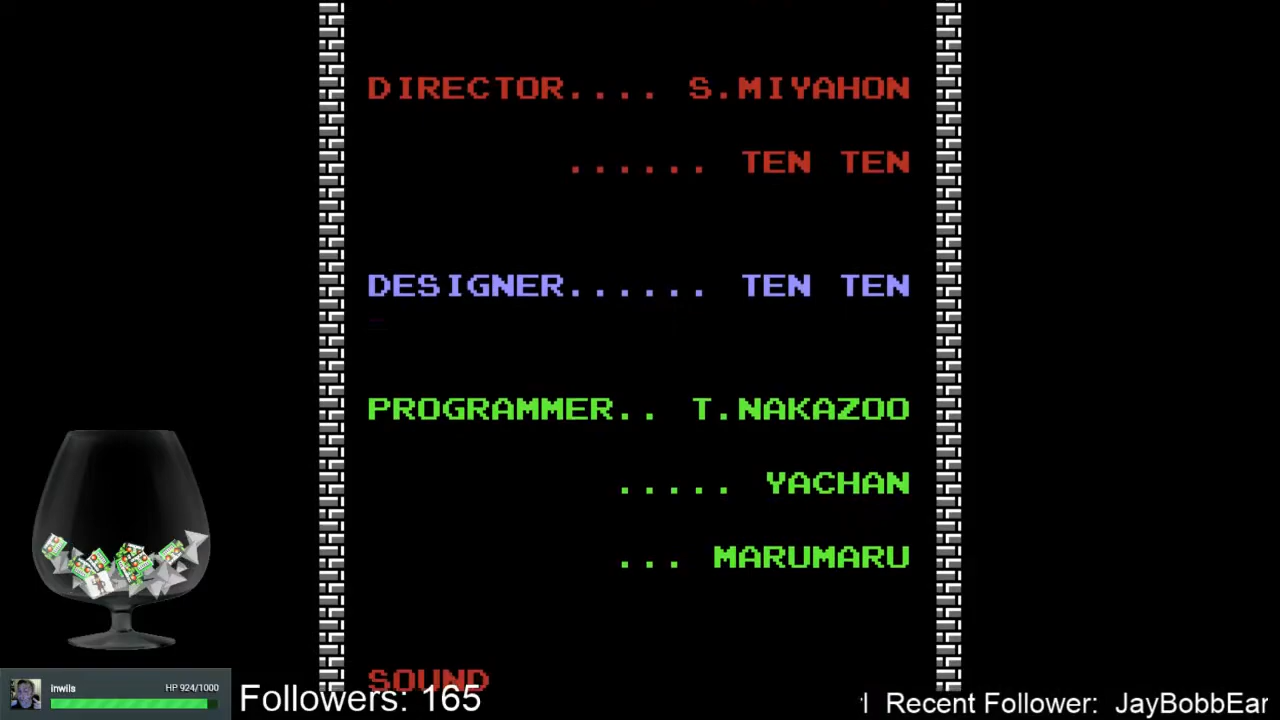 DIRECTOR.... S.MIYAHON
...... TEN TEN
DESIGNER...... TEN TEN
PROGRAMMER.. T.NAKAZOO
..... YACHAN
... MARUMARU
SOUND
inwils HP 924/1000
Followers: 165
Recent Follower: JayBobbEar